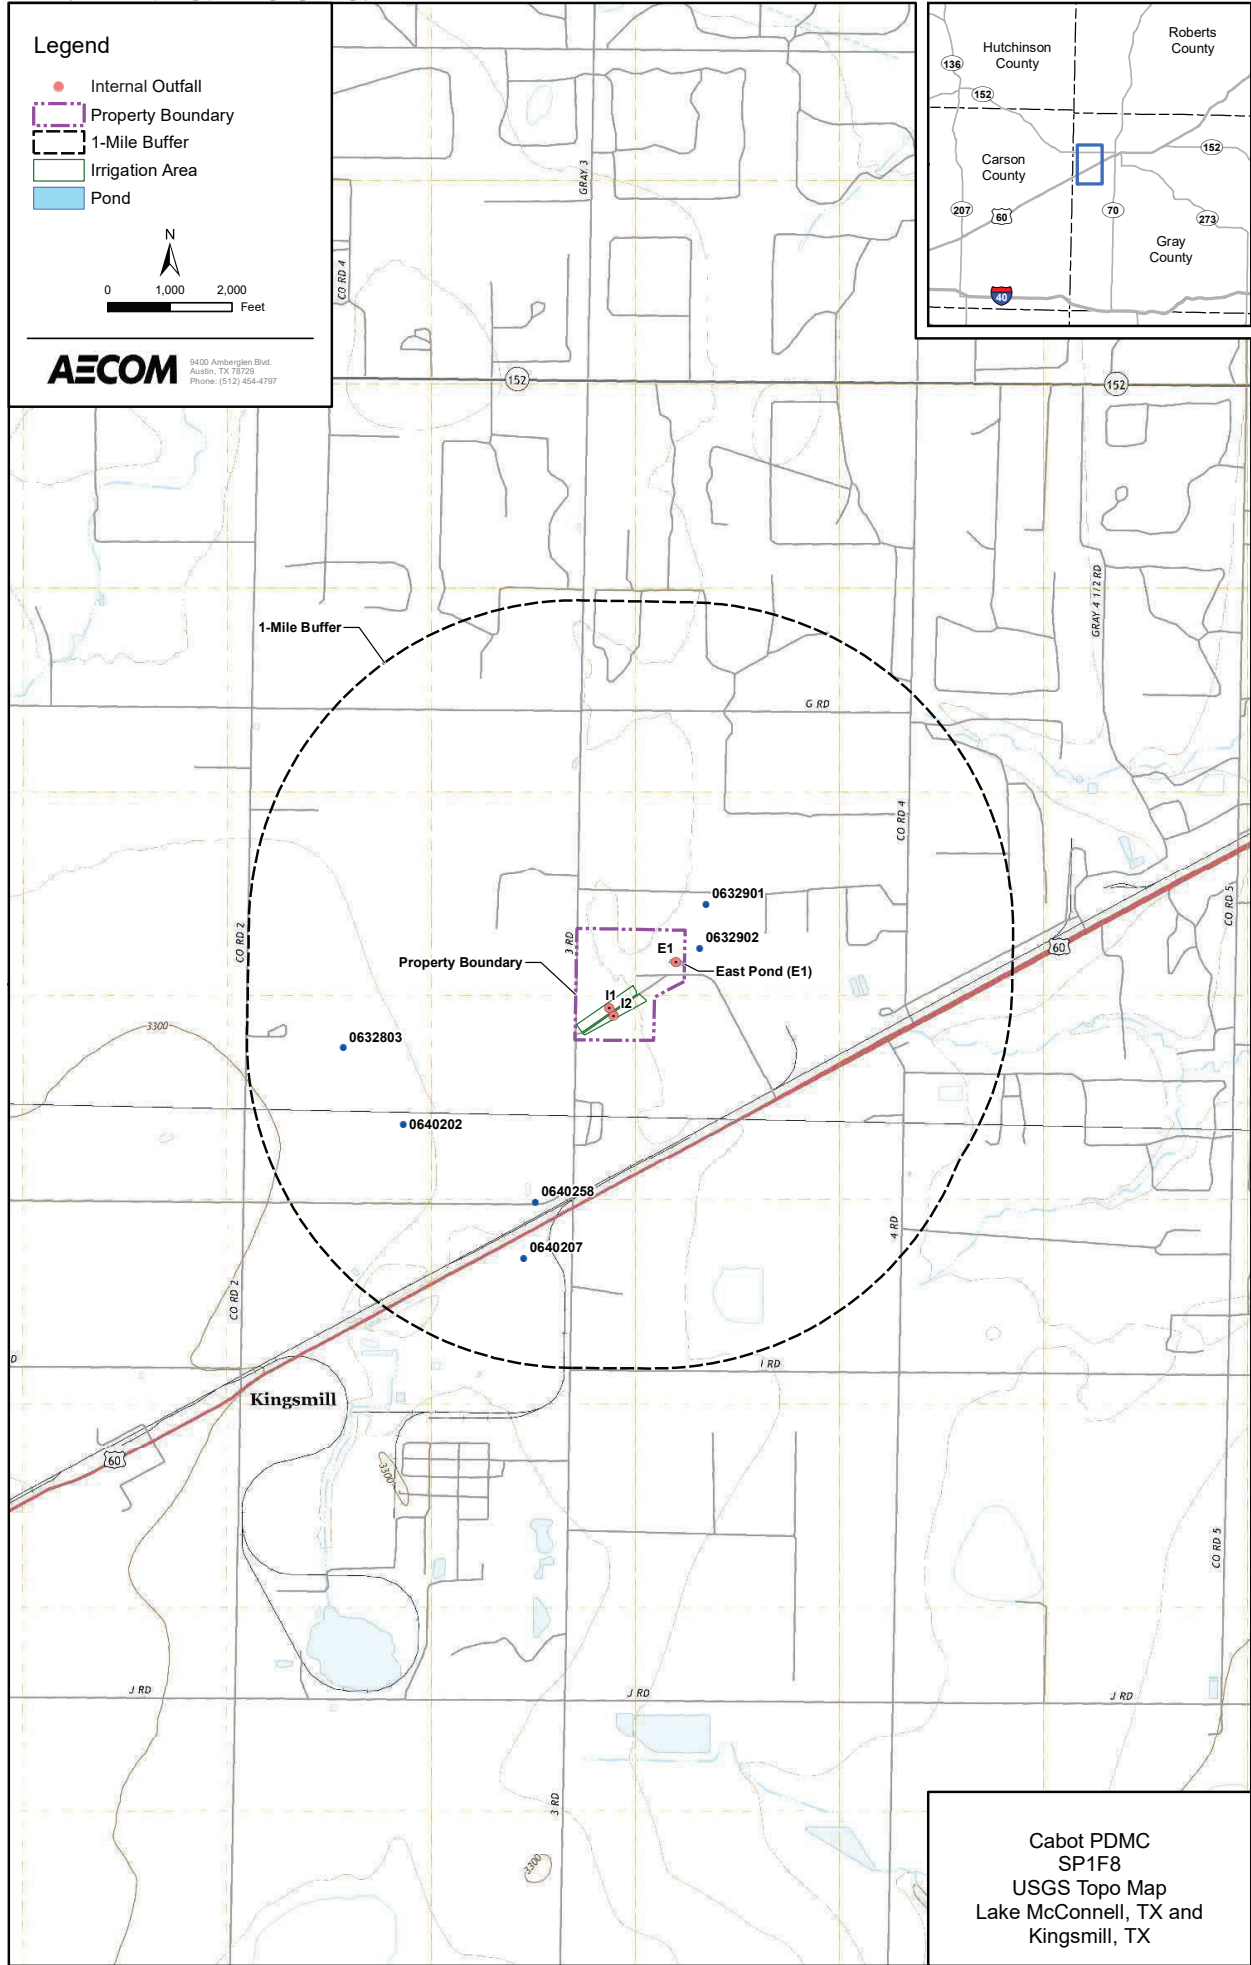 Legend
Internal Outfall
Property Boundary
1-Mile Buffer
Irrigation Area
Pond
N
0 1,000 2,000
Feet
AECOM
9400 Amberglen Blvd.
Austin, TX 78729
Phone: (512) 454-4797
Hutchinson
County
Roberts
County
136
152
152
Carson
County
207
60
70
273
Gray
County
40
GRAY 3
CO RD 4
152
152
GRAY 4 1/2 RD
1-Mile Buffer
G RD
CO RD 4
CO RD 5
0632901
0632902
CO RD 2
3 RD
E1
East Pond (E1)
Property Boundary
60
I1
I2
3300
0632803
0640202
0640258
0640207
4 RD
CO RD 2
D
I RD
Kingsmill
60
3300
CO RD 5
J RD
J RD
J RD
3 RD
3300
Cabot PDMC
SP1F8
USGS Topo Map
Lake McConnell, TX and
Kingsmill, TX